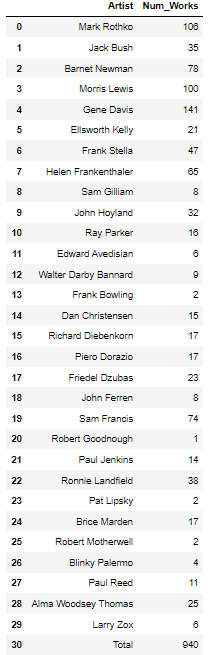 Artist Num_Works
0 Mark Rothko 106
1 Jack Bush 35
2 Barnet Newman 78
3 Morris Lewis 100
4 Gene Davis 141
5 Ellsworth Kelly 21
6 Frank Stella 47
7 Helen Frankenthaler 65
8 Sam Gilliam 8
9 John Hoyland 32
10 Ray Parker 16
11 Edward Avedisian 6
12 Walter Darby Bannard 9
13 Frank Bowling 2
14 Dan Christensen 15
15 Richard Diebenkorn 17
16 Piero Dorazio 17
17 Friedel Dzubas 23
18 John Ferren 8
19 Sam Francis 74
20 Robert Goodnough 1
21 Paul Jenkins 14
22 Ronnie Landfield 38
23 Pat Lipsky 2
24 Brice Marden 17
25 Robert Motherwell 2
26 Blinky Palermo 4
27 Paul Reed 11
28 Alma Woodsey Thomas 25
29 Larry Zox 6
30 Total 940